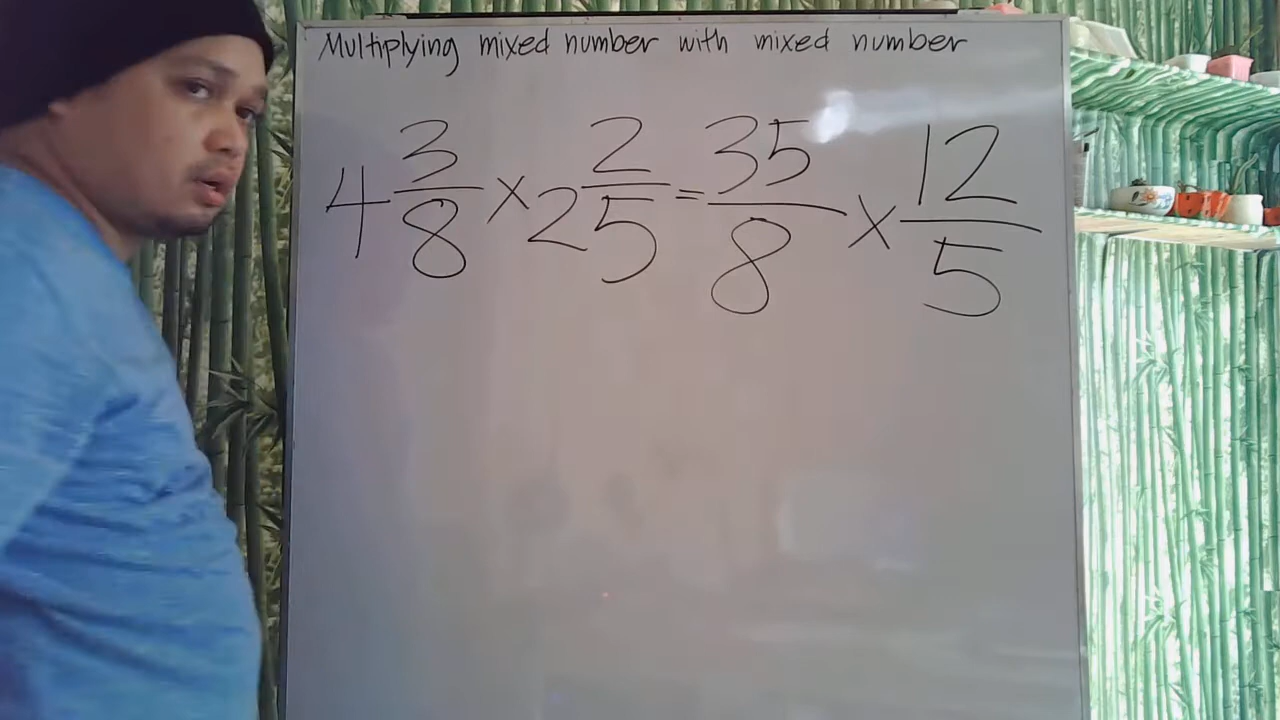 Multiplying mixed number with mixed number
4 3/8 x 2 2/5 = 35/8 x 12/5